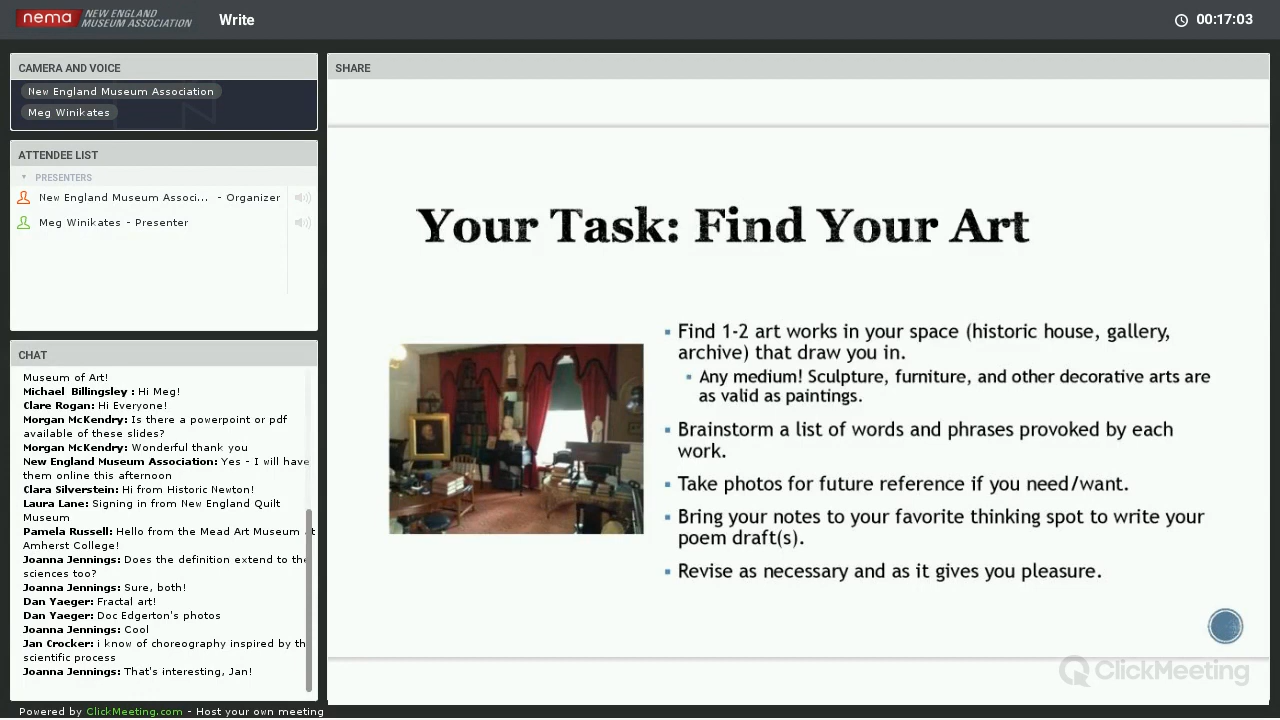 nema NEW ENGLAND
MUSEUM ASSOCIATION
Write
00:17:03
CAMERA AND VOICE
New England Museum Association
Meg Winikates
ATTENDEE LIST
PRESENTERS
New England Museum Associ... - Organizer
Meg Winikates - Presenter
CHAT
Museum of Art!
Michael Billingsley : Hi Meg!
Clare Rogan: Hi Everyone!
Morgan McKendry: Is there a powerpoint or pdf
available of these slides?
Morgan McKendry: Wonderful thank you
New England Museum Association: Yes - I will have
them online this afternoon
Clara Silverstein: Hi from Historic Newton!
Laura Lane: Signing in from New England Quilt
Museum
Pamela Russell: Hello from the Mead Art Museum at
Amherst College!
Joanna Jennings: Does the definition extend to the
sciences too?
Joanna Jennings: Sure, both!
Dan Yaeger: Fractal art!
Dan Yaeger: Doc Edgerton's photos
Joanna Jennings: Cool
Jan Crocker: i know of choreography inspired by th
scientific process
Joanna Jennings: That's interesting, Jan!
Powered by ClickMeeting.com - Host your own meeting
SHARE
Your Task: Find Your Art
Find 1-2 art works in your space (historic house, gallery,
archive) that draw you in.
Any medium! Sculpture, furniture, and other decorative arts are
as valid as paintings.
Brainstorm a list of words and phrases provoked by each
work.
Take photos for future reference if you need/want.
Bring your notes to your favorite thinking spot to write your
poem draft(s).
Revise as necessary and as it gives you pleasure.
ClickMeeting